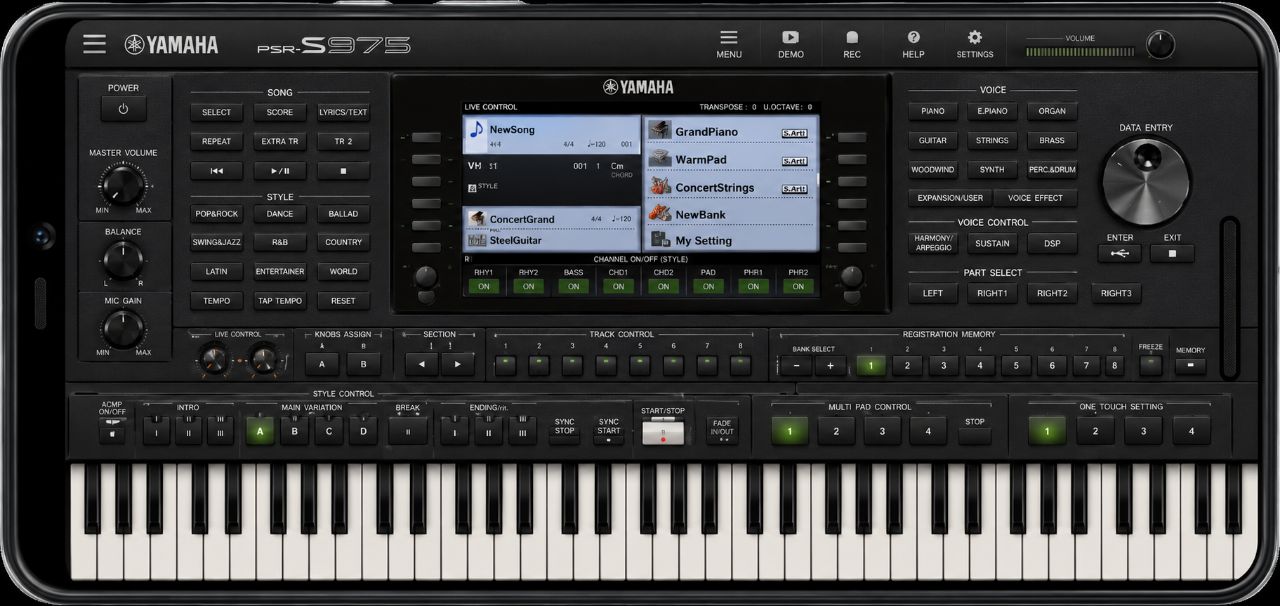 YAMAHA PSR-S975
MENU DEMO REC HELP SETTINGS VOLUME
YAMAHA
POWER
MASTER VOLUME
MIN MAX
BALANCE
L R
MIC GAIN
MIN MAX
SONG
SELECT SCORE LYRICS/TEXT
REPEAT EXTRA TR TR 2
STYLE
POP&ROCK DANCE BALLAD
SWING&JAZZ R&B COUNTRY
LATIN ENTERAINER WORLD
TEMPO TAP TEMPO RESET
LIVE CONTROL TRANSPOSE : 0 U.OCTAVE: 0
NewSong
4/4 ♩=120 001
VH 001 1 Cm
CHORD
STYLE
ConcertGrand 4/4 ♩=120
SteelGuitar
GrandPiano S.Art!
WarmPad S.Art!
ConcertStrings S.Art!
NewBank
My Setting
CHANNEL ON/OFF (STYLE)
RHY1 RHY2 BASS CHD1 CHD2 PAD PHR1 PHR2
ON ON ON ON ON ON ON ON
VOICE
PIANO E.PIANO ORGAN
GUITAR STRINGS BRASS
WOODWIND SYNTH PERC.&DRUM
EXPANSION/USER VOICE EFFECT
VOICE CONTROL
HARMONY/ARPEGGIO SUSTAIN DSP
PART SELECT
LEFT RIGHT1 RIGHT2 RIGHT3
DATA ENTRY
ENTER EXIT
LIVE CONTROL
KNOBS ASSIGN
A B
A B
SECTION
TRACK CONTROL
1 2 3 4 5 6 7 8
REGISTRATION MEMORY
BANK SELECT 1 2 3 4 5 6 7 8 FREEZE MEMORY
- + 1 2 3 4 5 6 7 8
STYLE CONTROL
ACMP ON/OFF
INTRO
I II III
MAIN VARIATION
A B C D
BREAK
II
ENDING/rit.
I II III
SYNC STOP
SYNC START
START/STOP
FADE IN/OUT
MULTI PAD CONTROL
1 2 3 4 STOP
ONE TOUCH SETTING
1 2 3 4